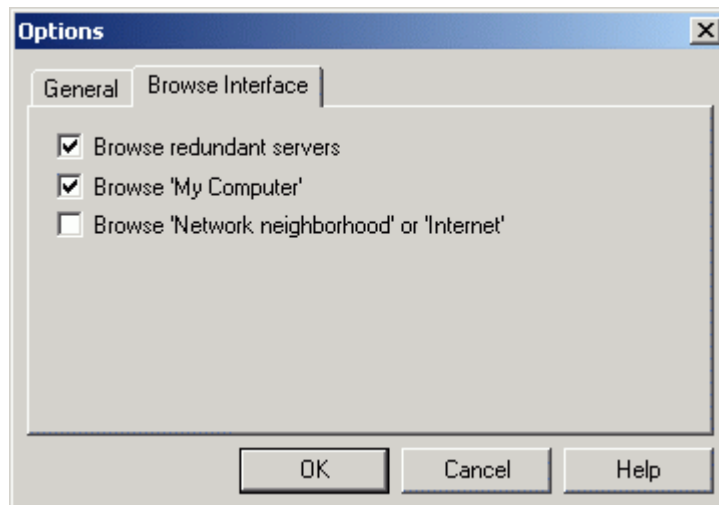 Options
General
Browse Interface
Browse redundant servers
Browse 'My Computer'
Browse 'Network neighborhood' or 'Internet'
OK
Cancel
Help